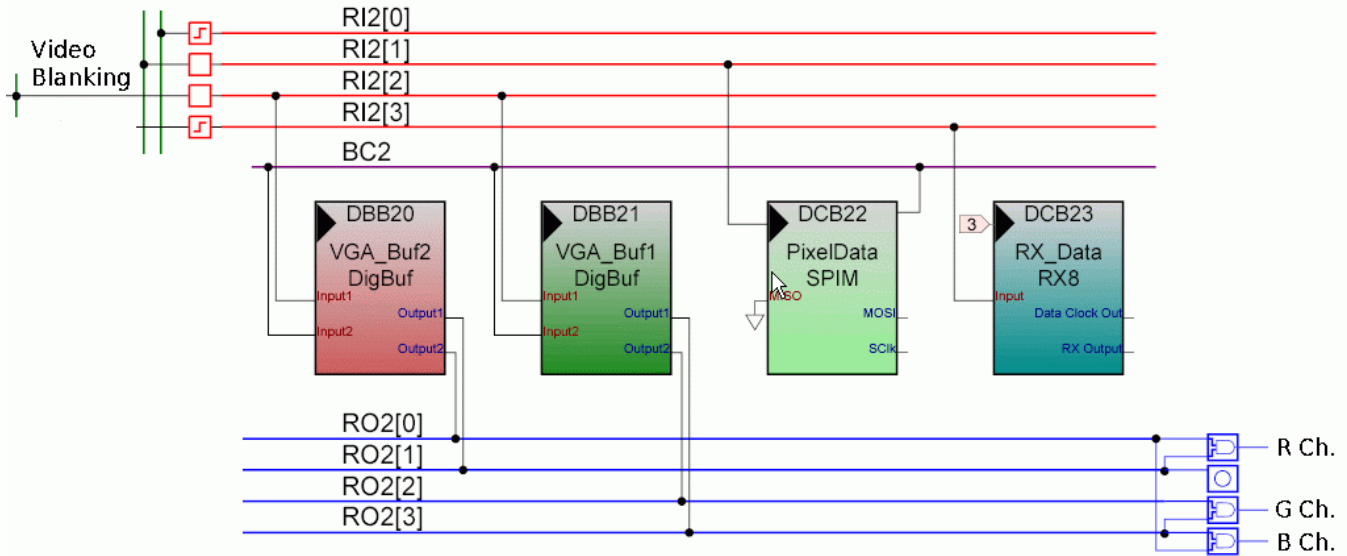 RI2[0]
RI2[1]
Video
Blanking
RI2[2]
RI2[3]
BC2
DBB20
VGA_Buf2
DigBuf
Input1
Output1
Input2
Output2
DBB21
VGA_Buf1
DigBuf
Input1
Output1
Input2
Output2
DCB22
PixelData
SPIM
MISO
MOSI
SClk
3
DCB23
RX_Data
RX8
Input
Data Clock Out
RX Output
RO2[0]
RO2[1]
RO2[2]
RO2[3]
R Ch.
G Ch.
B Ch.